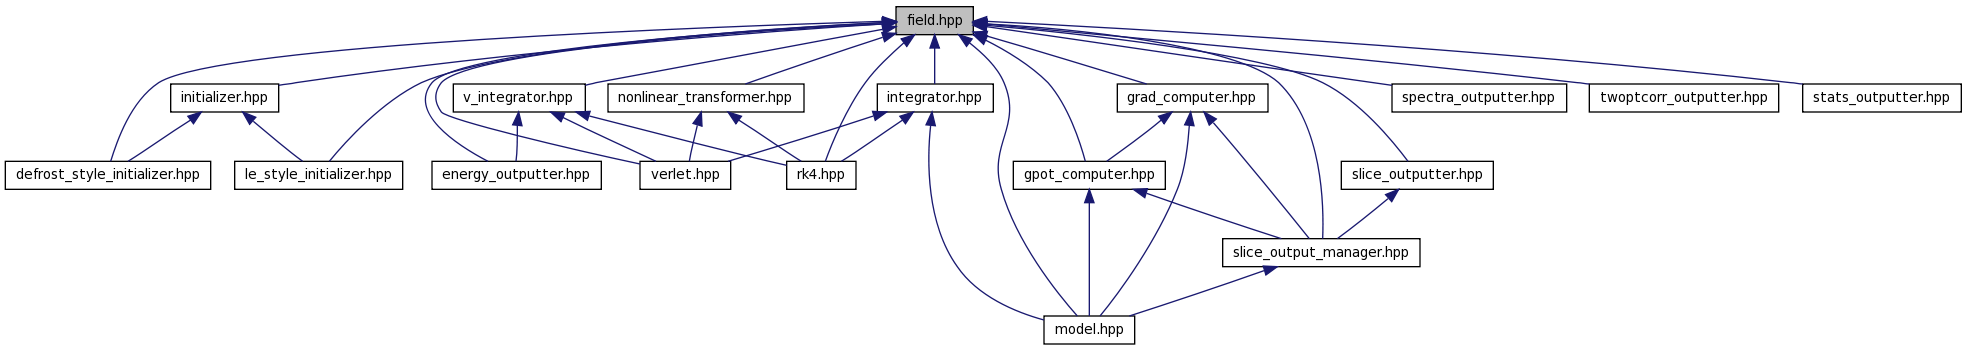 field.hpp
initializer.hpp
v_integrator.hpp
nonlinear_transformer.hpp
integrator.hpp
grad_computer.hpp
spectra_outputter.hpp
twoptcorr_outputter.hpp
stats_outputter.hpp
defrost_style_initializer.hpp
le_style_initializer.hpp
energy_outputter.hpp
verlet.hpp
rk4.hpp
gpot_computer.hpp
slice_outputter.hpp
slice_output_manager.hpp
model.hpp